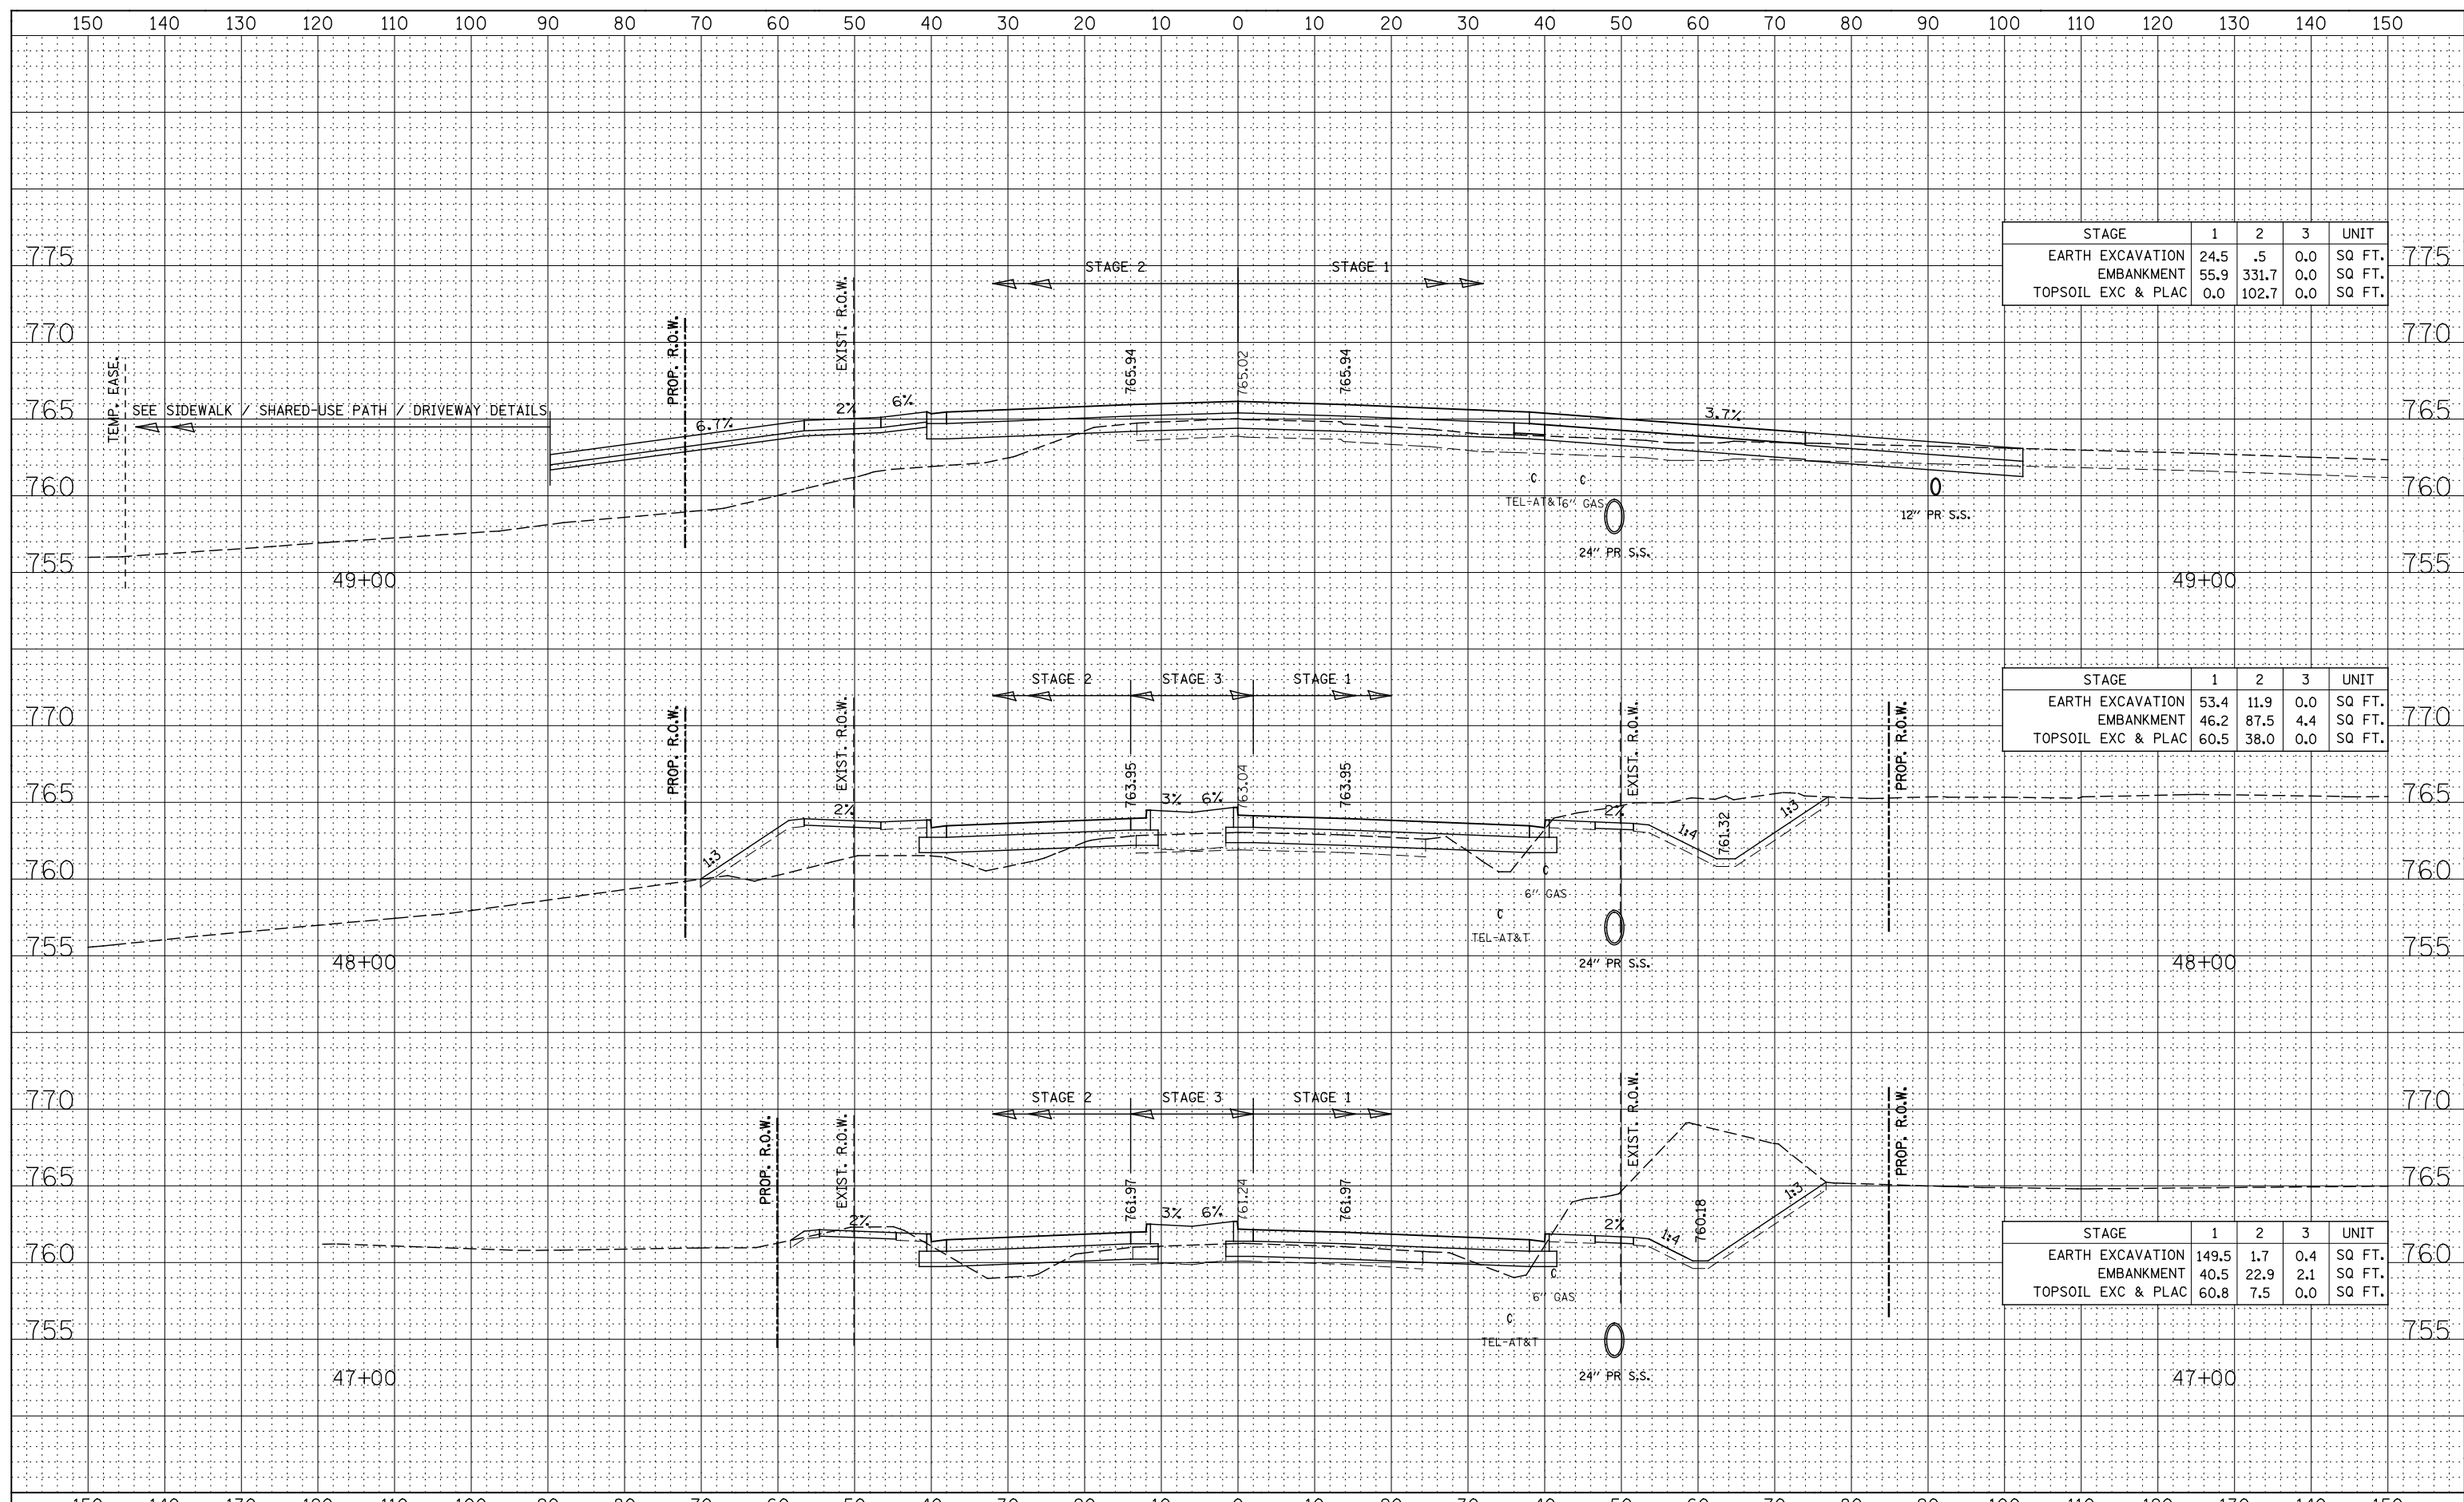 150 140 130 120 110 100 90 80 70 60 50 40 30 20 10 0 10 20 30 40 50 60 70 80 90 100 110 120 130 140 150
STAGE 1 2 3 UNIT
775 EARTH EXCAVATION 24.5 .5 0.0 SQ FT. 775
EMBANKMENT 55.9 331.7 0.0 SQ FT.
TOPSOIL EXC & PLAC 0.0 102.7 0.0 SQ FT.
STAGE 2 STAGE 1
770 770
TEMP. EASE.
PROP. R.O.W.
EXIST. R.O.W.
765.94
765.02
765.94
765 SEE SIDEWALK / SHARED-USE PATH / DRIVEWAY DETAILS 6.7% 2% 6% 3.7% 765
760 760
TEL-AT&T 6" GAS
12" PR S.S.
24" PR S.S.
755 755
49+00 49+00
STAGE 1 2 3 UNIT
EARTH EXCAVATION 53.4 11.9 0.0 SQ FT.
EMBANKMENT 46.2 87.5 4.4 SQ FT.
TOPSOIL EXC & PLAC 60.5 38.0 0.0 SQ FT.
STAGE 2 STAGE 3 STAGE 1
770 770
PROP. R.O.W.
EXIST. R.O.W.
763.95
763.04
763.95
EXIST. R.O.W.
PROP. R.O.W.
765 765
2% 3% 6% 2%
1:3 1:4 761.32 1:3
760 760
6" GAS
TEL-AT&T
24" PR S.S.
755 755
48+00 48+00
770 770
STAGE 2 STAGE 3 STAGE 1
PROP. R.O.W.
EXIST. R.O.W.
761.97
761.24
761.97
EXIST. R.O.W.
PROP. R.O.W.
765 765
2% 3% 6% 2%
1:4 760.18 1:3
STAGE 1 2 3 UNIT
760 EARTH EXCAVATION 149.5 1.7 0.4 SQ FT. 760
EMBANKMENT 40.5 22.9 2.1 SQ FT.
TOPSOIL EXC & PLAC 60.8 7.5 0.0 SQ FT.
6" GAS
TEL-AT&T
24" PR S.S.
755 755
47+00 47+00